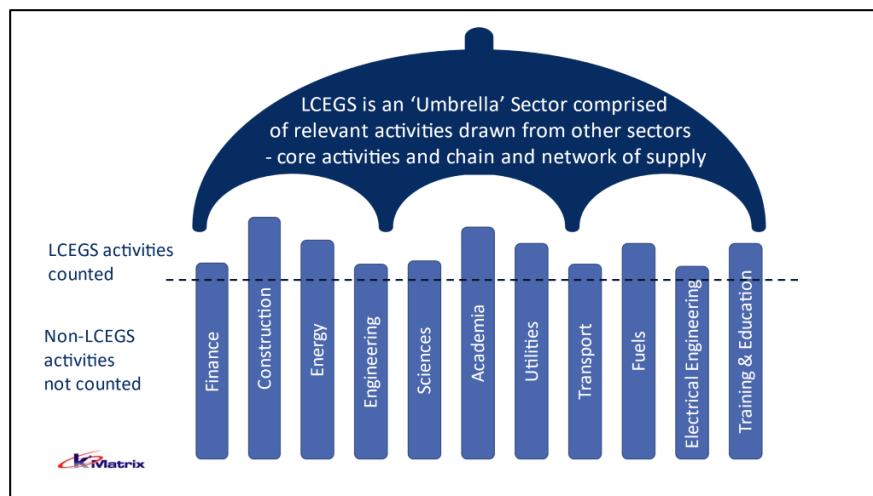 LCEGS is an ‘Umbrella’ Sector comprised
of relevant activities drawn from other sectors
- core activities and chain and network of supply
LCEGS activities
counted
Non-LCEGS
activities
not counted
Finance
Construction
Energy
Engineering
Sciences
Academia
Utilities
Transport
Fuels
Electrical Engineering
Training & Education
kMatrix